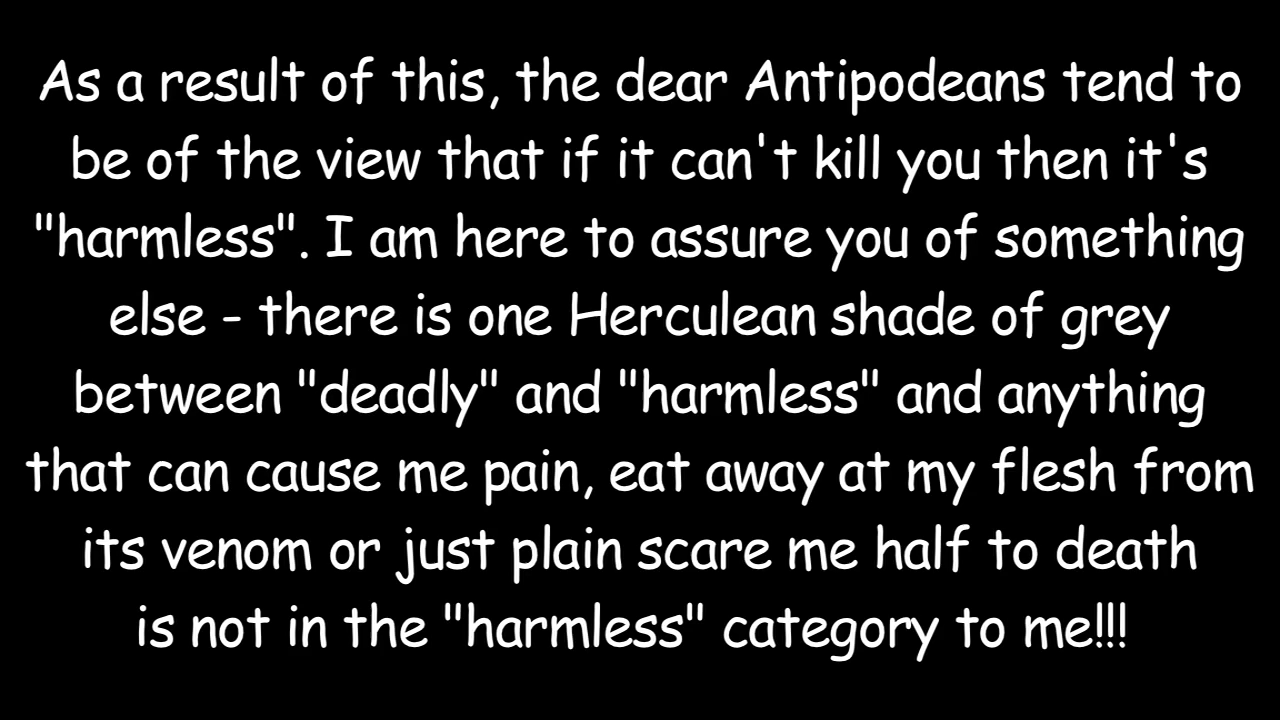 As a result of this, the dear Antipodeans tend to
be of the view that if it can't kill you then it's
"harmless". I am here to assure you of something
else - there is one Herculean shade of grey
between "deadly" and "harmless" and anything
that can cause me pain, eat away at my flesh from
its venom or just plain scare me half to death
is not in the "harmless" category to me!!!